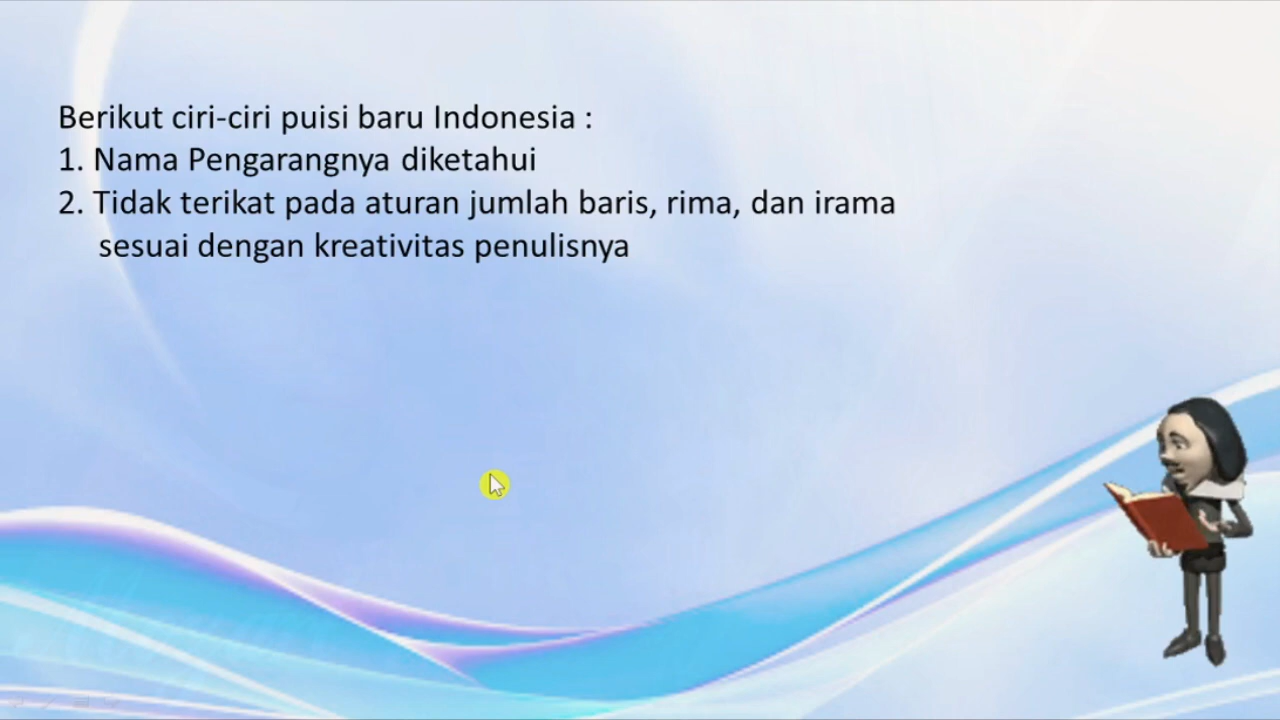 Berikut ciri-ciri puisi baru Indonesia :
1. Nama Pengarangnya diketahui
2. Tidak terikat pada aturan jumlah baris, rima, dan irama
sesuai dengan kreativitas penulisnya